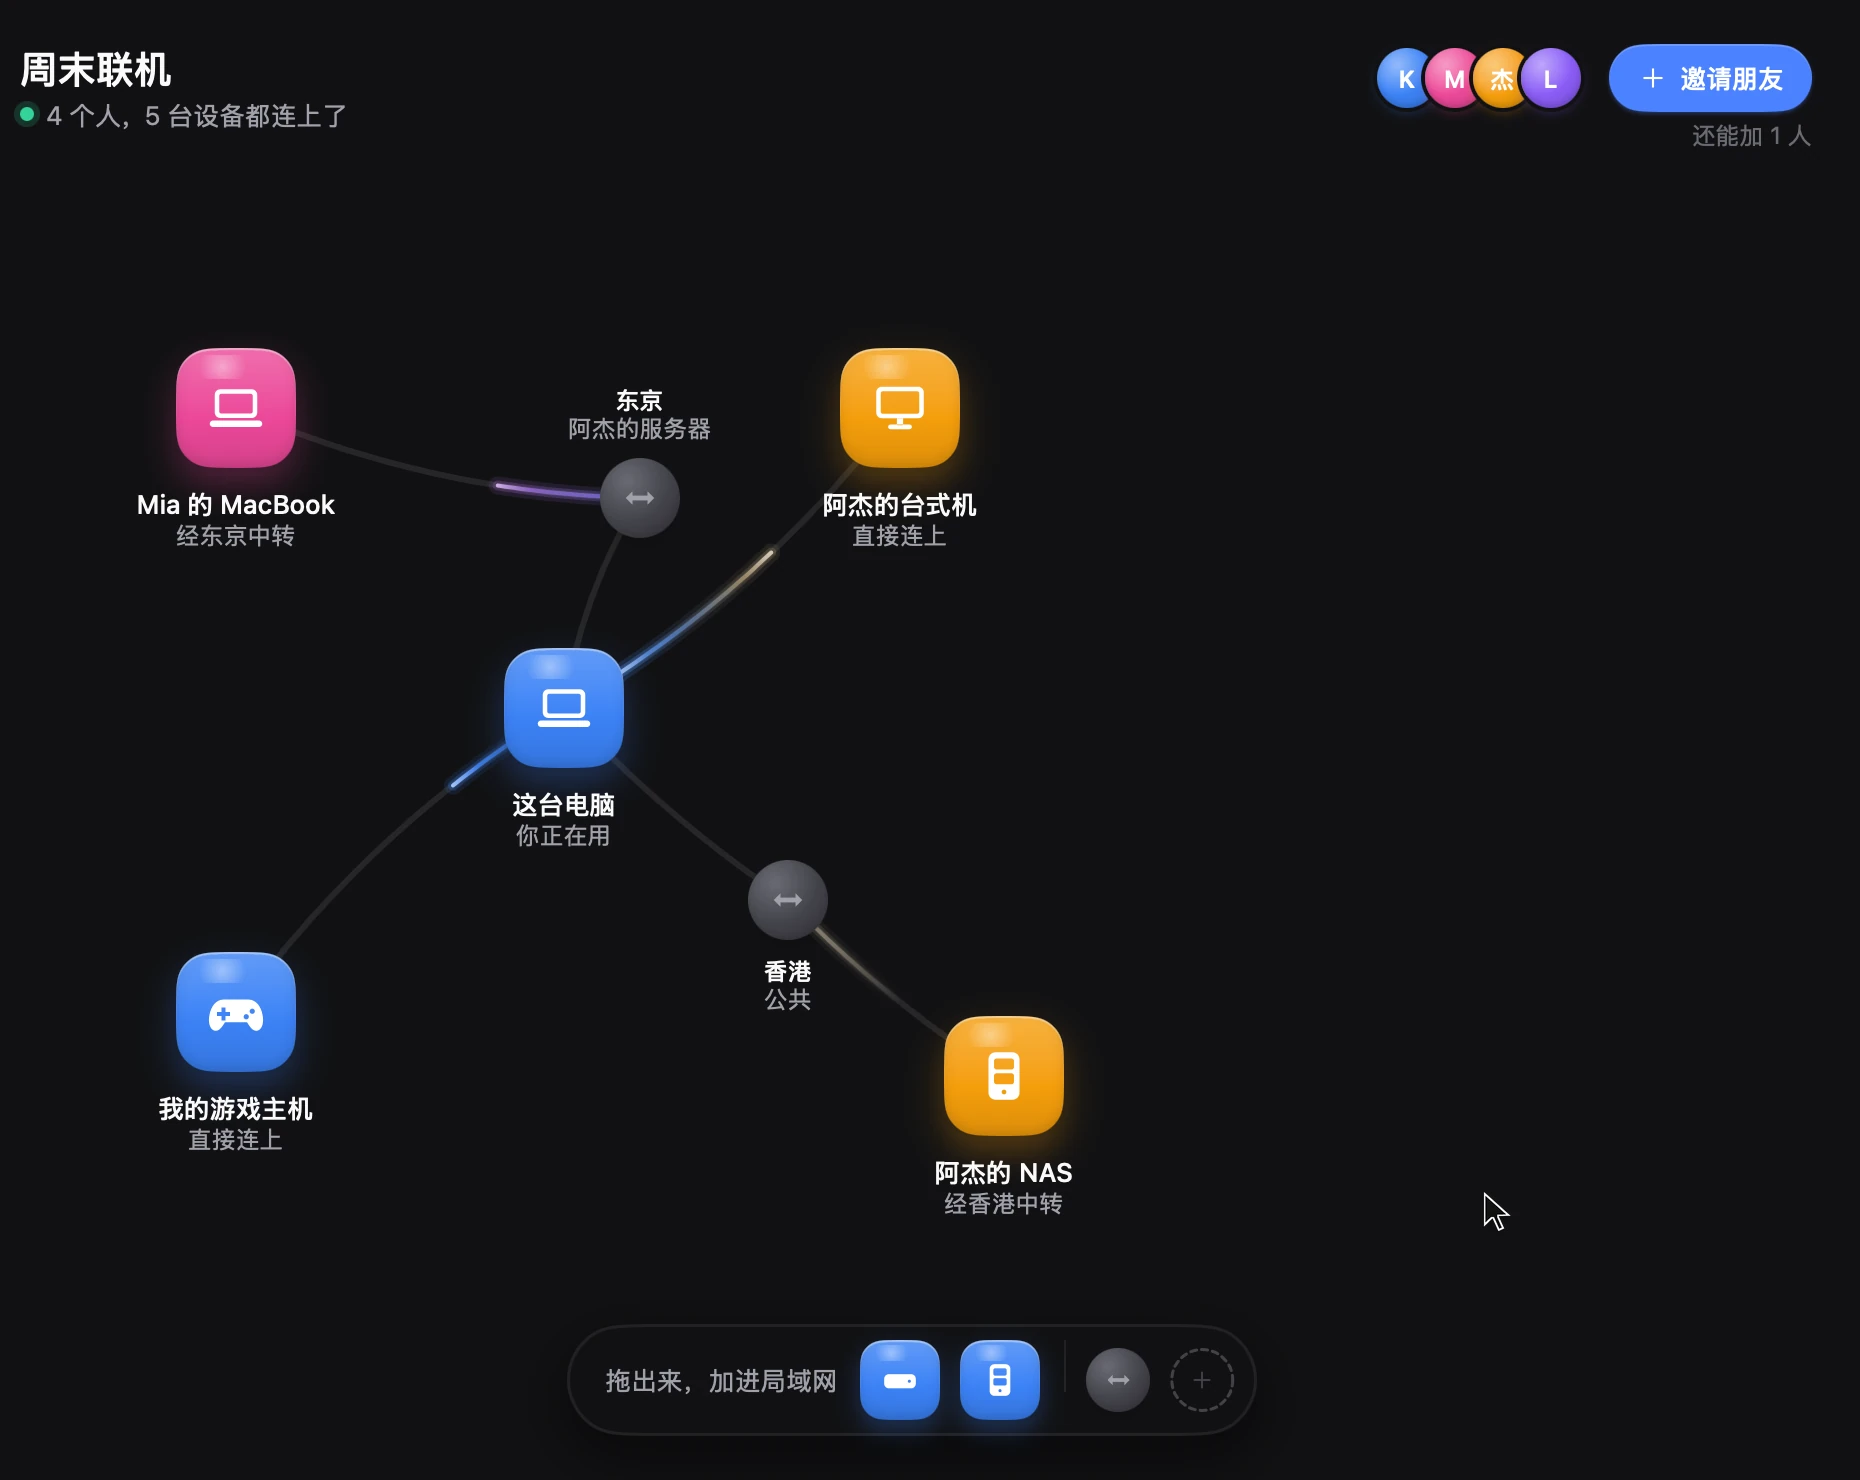 周末联机
4 个人，5 台设备都连上了
K M 杰 L
邀请朋友
还能加 1 人
东京
阿杰的服务器
Mia 的 MacBook
经东京中转
阿杰的台式机
直接连上
这台电脑
你正在用
香港
公共
我的游戏主机
直接连上
阿杰的 NAS
经香港中转
拖出来，加进局域网